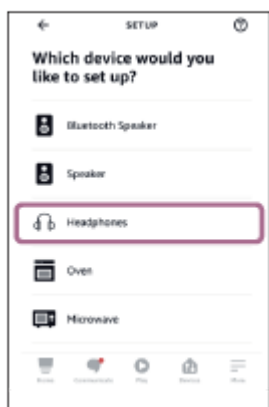 SETUP
Which device would you
like to set up?
Bluetooth Speaker
Speaker
Headphones
Oven
Microwave
Home Communicate Play Devices More